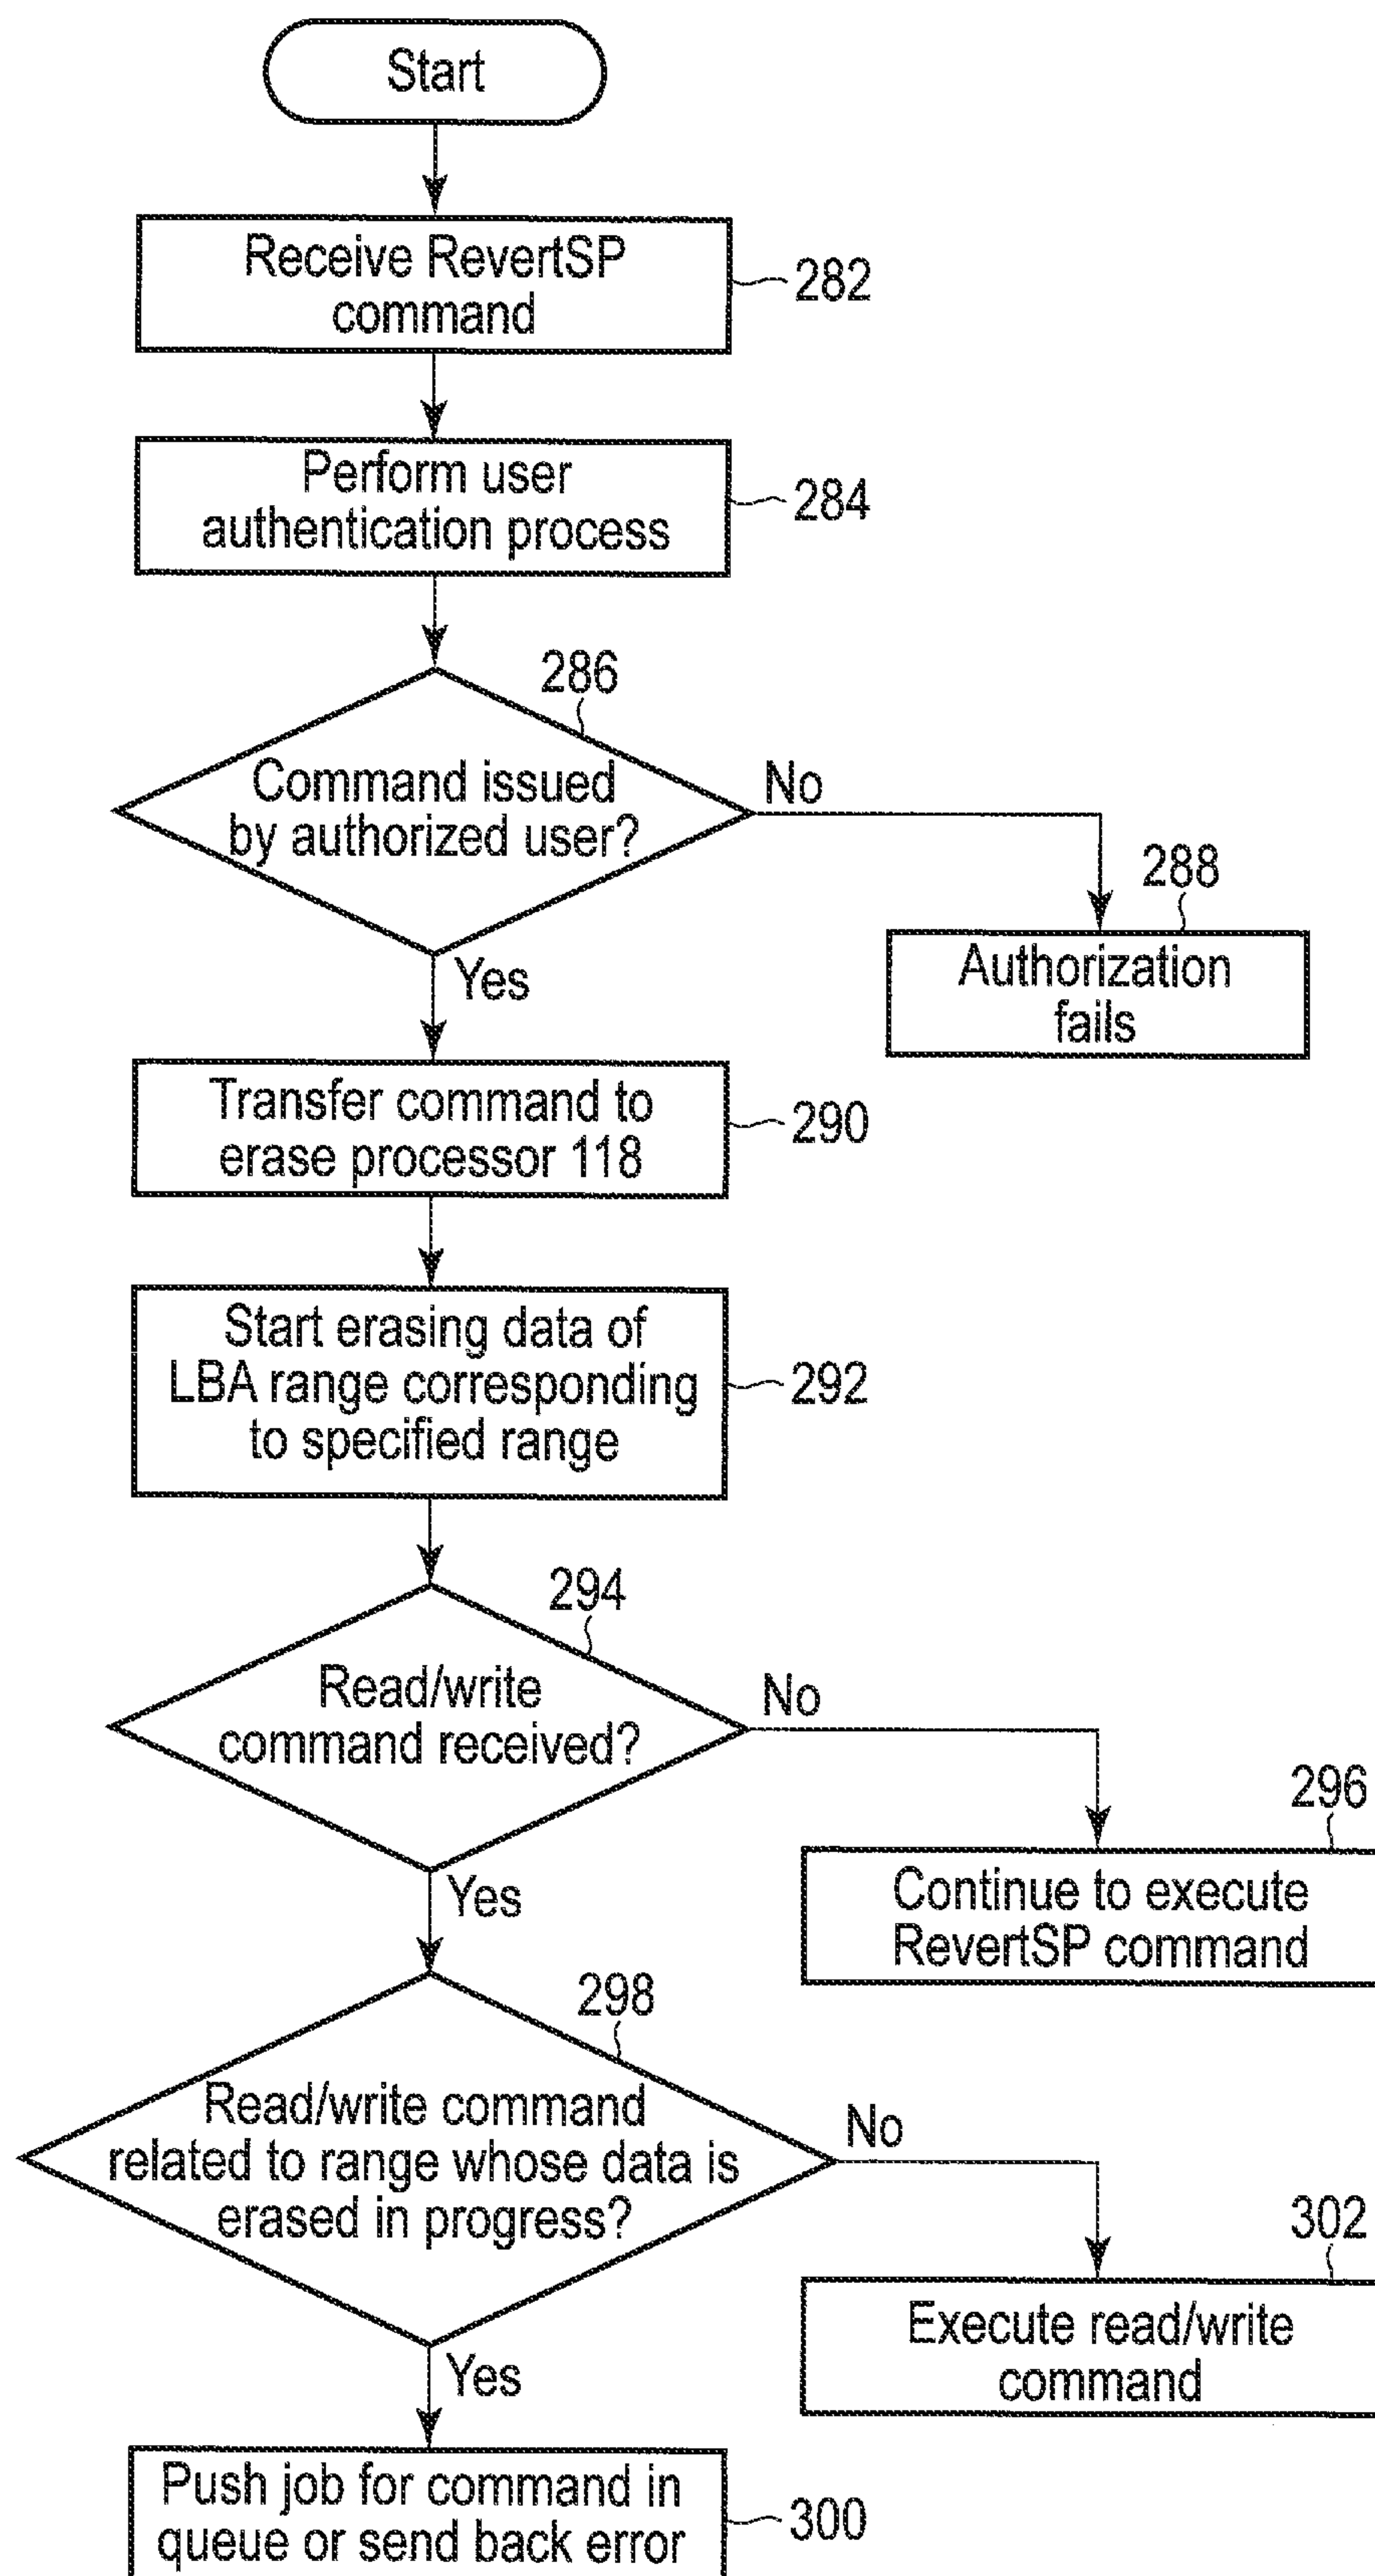 Start
Receive RevertSP
command
282
Perform user
authentication process
284
286
Command issued
by authorized user?
No
288
Authorization
fails
Yes
Transfer command to
erase processor 118
290
Start erasing data of
LBA range corresponding
to specified range
292
294
Read/write
command received?
No
296
Continue to execute
RevertSP command
Yes
298
Read/write command
related to range whose data is
erased in progress?
No
302
Execute read/write
command
Yes
Push job for command in
queue or send back error
300